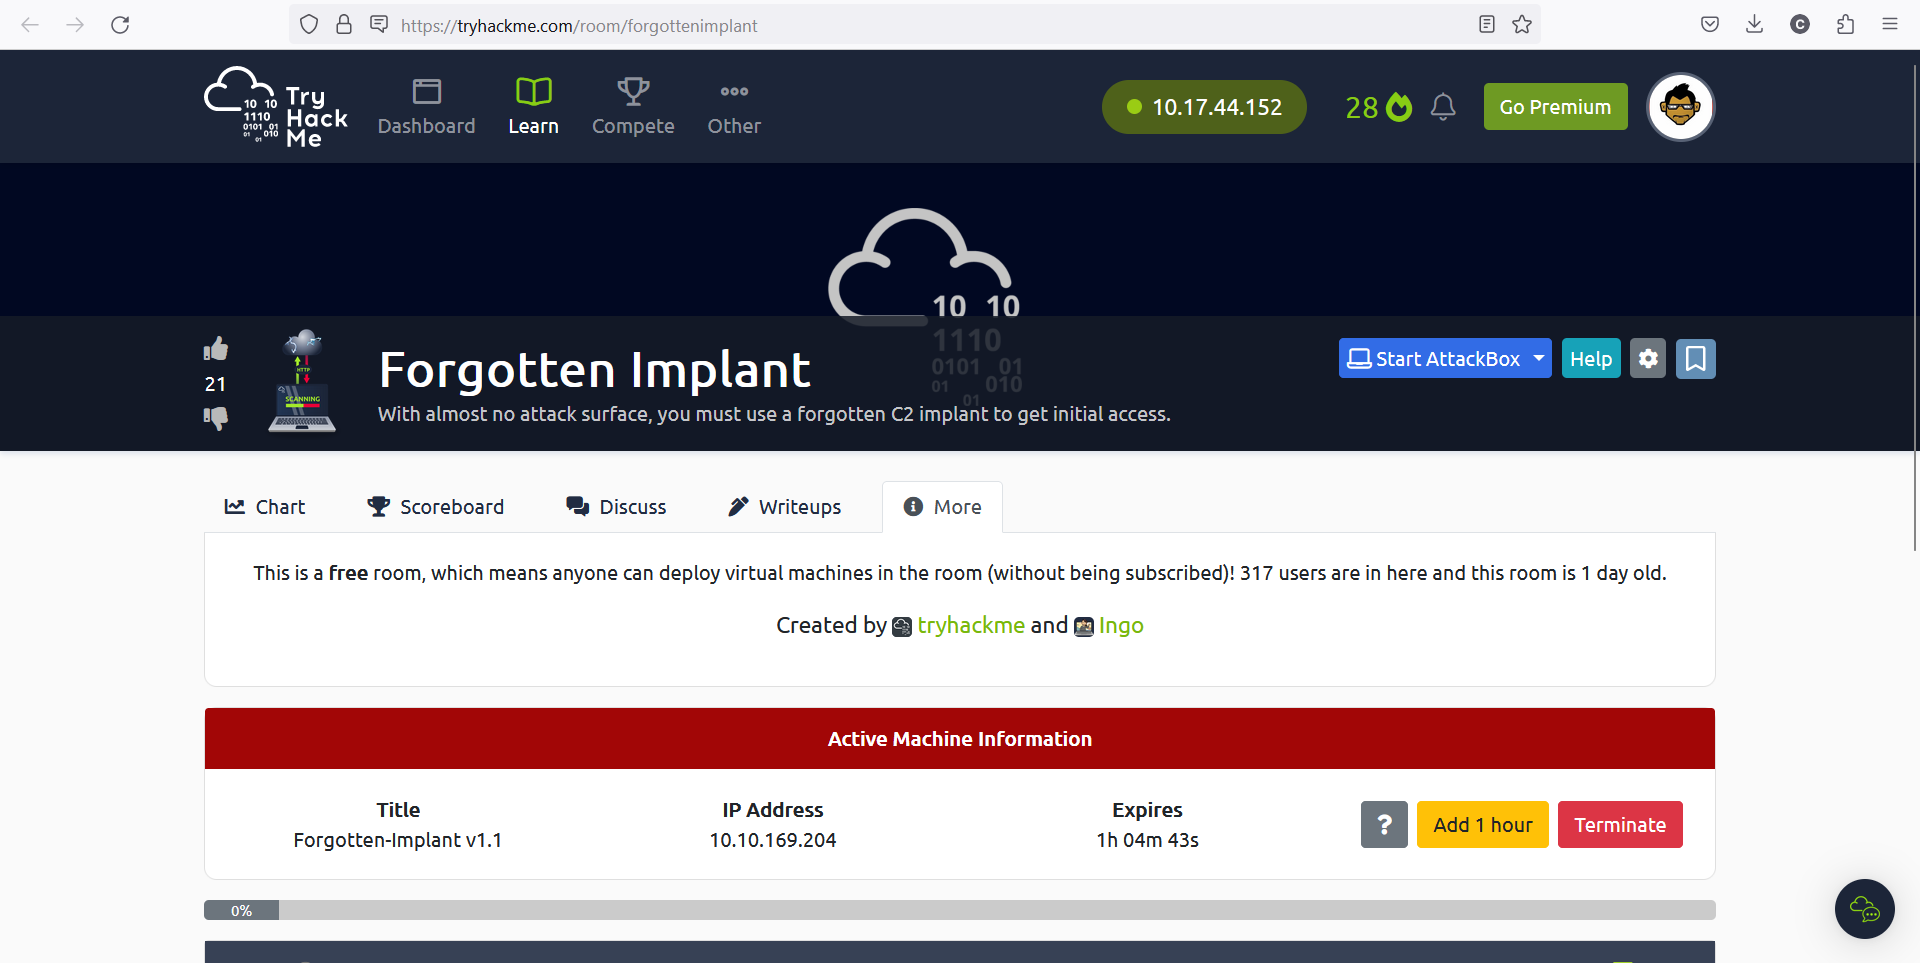 https://tryhackme.com/room/forgottenimplant
10 10
1110
0101 01
01 010
01
Try
Hack
Me
Dashboard
Learn
Compete
Other
10.17.44.152
28
Go Premium
10 10
1110
0101 01
01 010
01
21
HTTP
SCANNING
Forgotten Implant
With almost no attack surface, you must use a forgotten C2 implant to get initial access.
Start AttackBox
Help
Chart
Scoreboard
Discuss
Writeups
More
This is a free room, which means anyone can deploy virtual machines in the room (without being subscribed)! 317 users are in here and this room is 1 day old.
Created by tryhackme and Ingo
Active Machine Information
Title
IP Address
Expires
Forgotten-Implant v1.1
10.10.169.204
1h 04m 43s
?
Add 1 hour
Terminate
0%